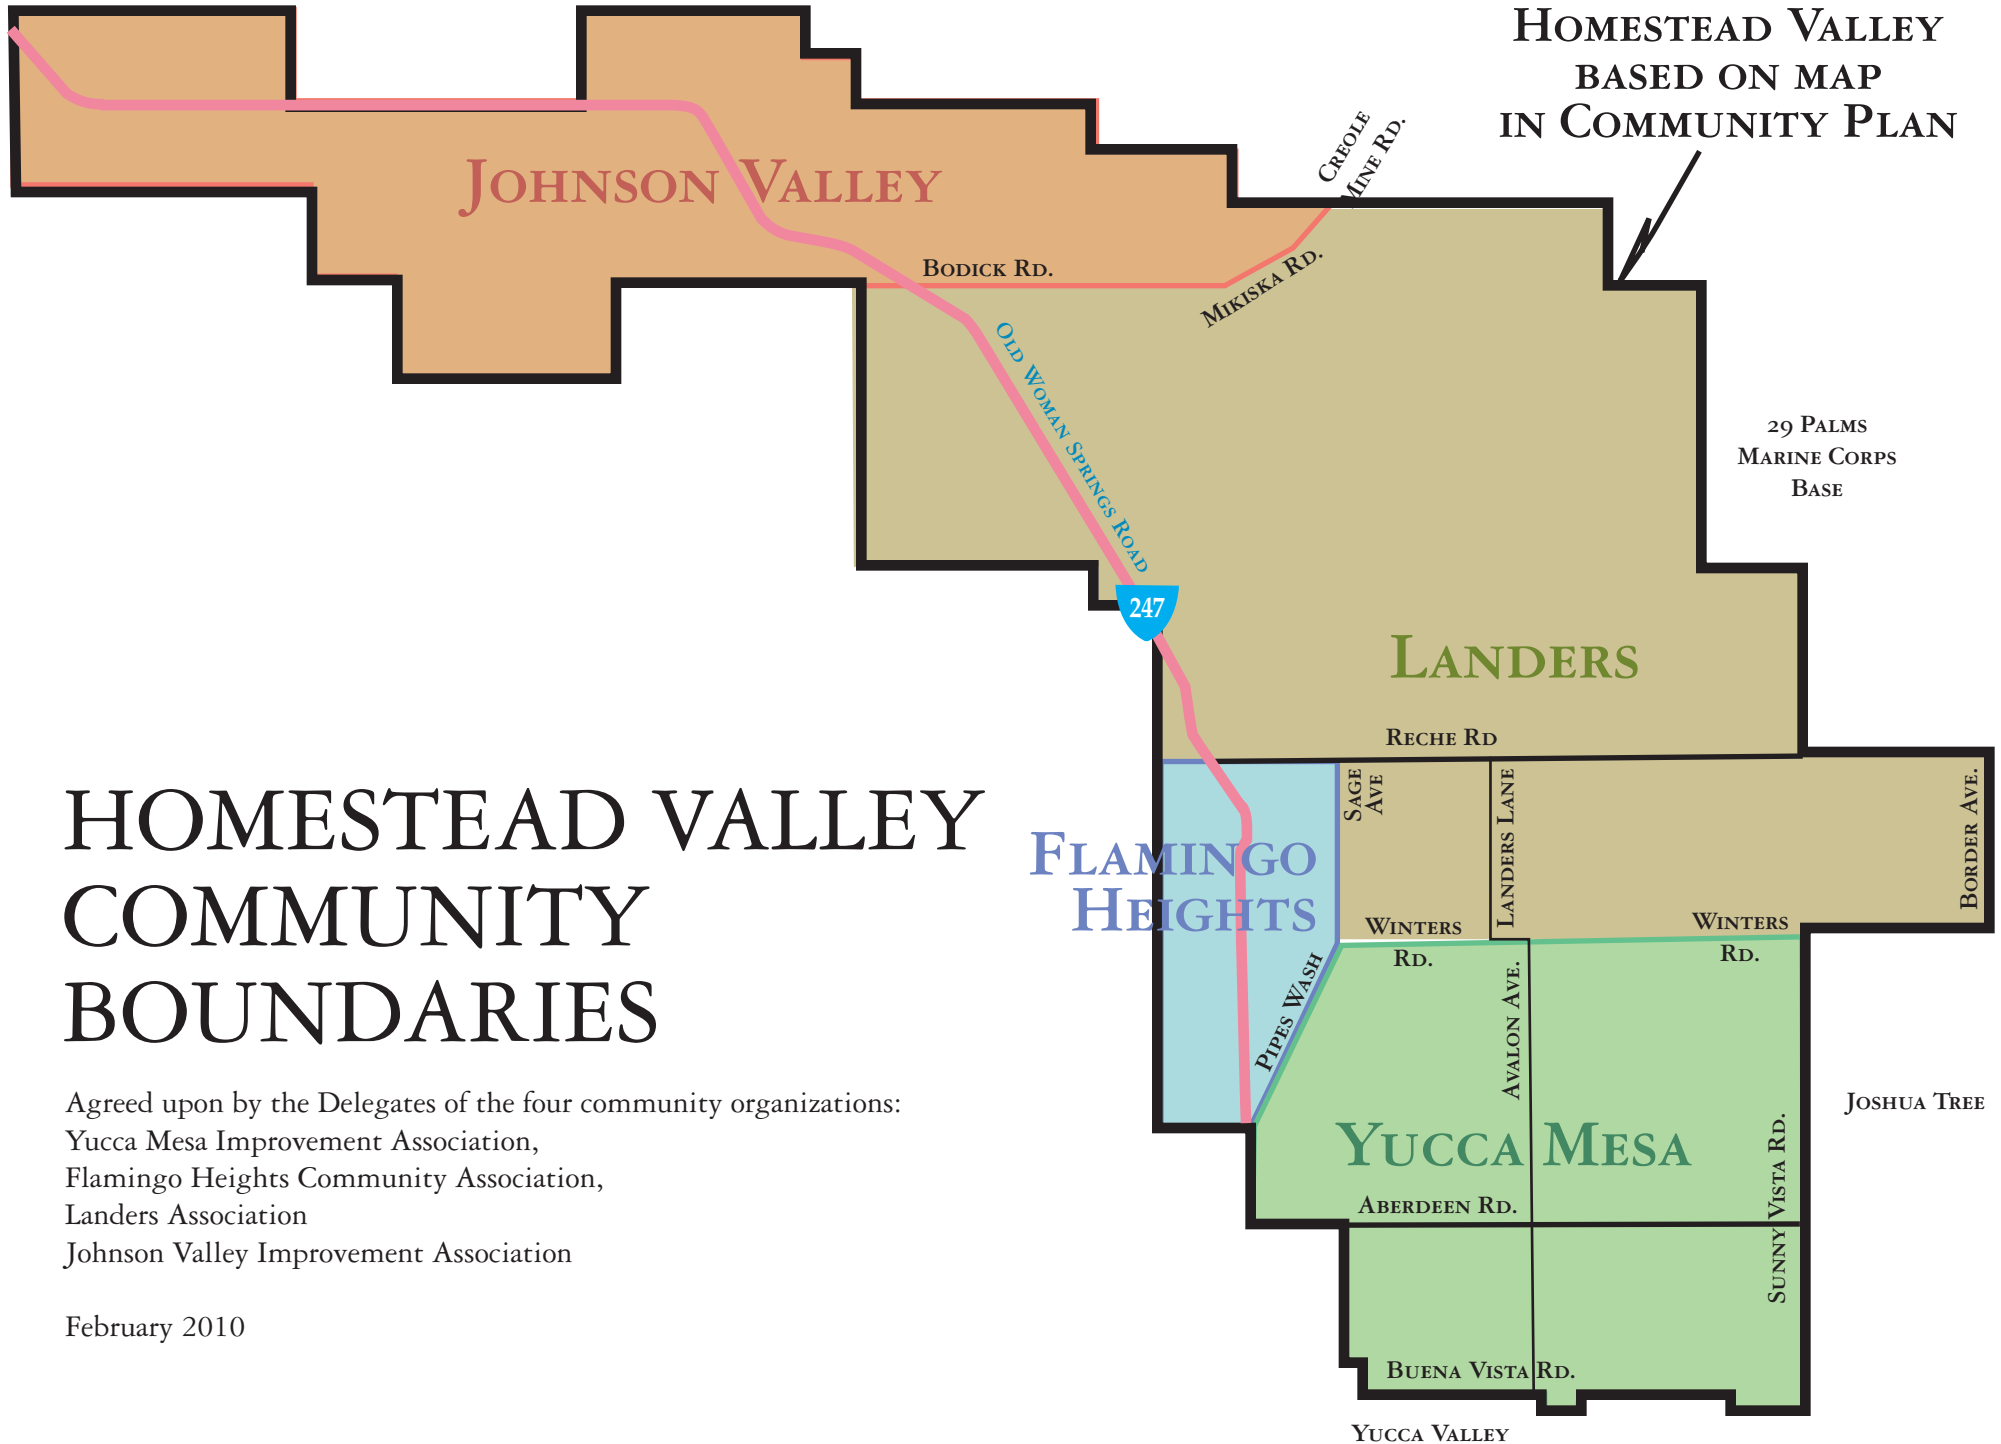 Homestead Valley
based on map
in Community Plan
Creole
Mine Rd.
Johnson Valley
Bodick Rd.
Mikiska Rd.
Old Woman Springs Road
29 Palms
Marine Corps
Base
247
Landers
Reche Rd
Sage
Ave
Landers Lane
Border Ave.
HOMESTEAD VALLEY
COMMUNITY
BOUNDARIES
Flamingo
Heights
Winters
Rd.
Winters
Rd.
Pipes Wash
Avalon Ave.
Agreed upon by the Delegates of the four community organizations:
Yucca Mesa Improvement Association,
Flamingo Heights Community Association,
Landers Association
Johnson Valley Improvement Association
February 2010
Joshua Tree
Yucca Mesa
Sunny Vista Rd.
Aberdeen Rd.
Buena Vista Rd.
Yucca Valley